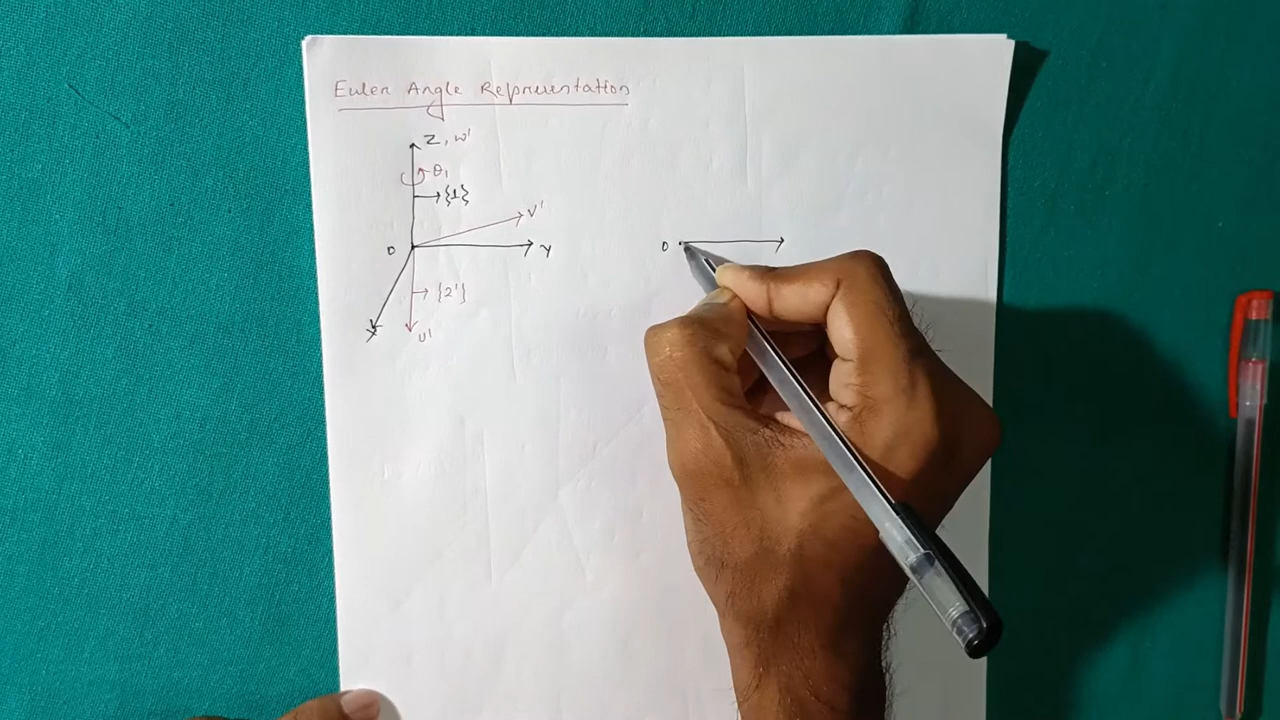 Euler Angle Representation
Z, W'
θ₁
{1}
V'
O
Y
{2'}
X
U'
O